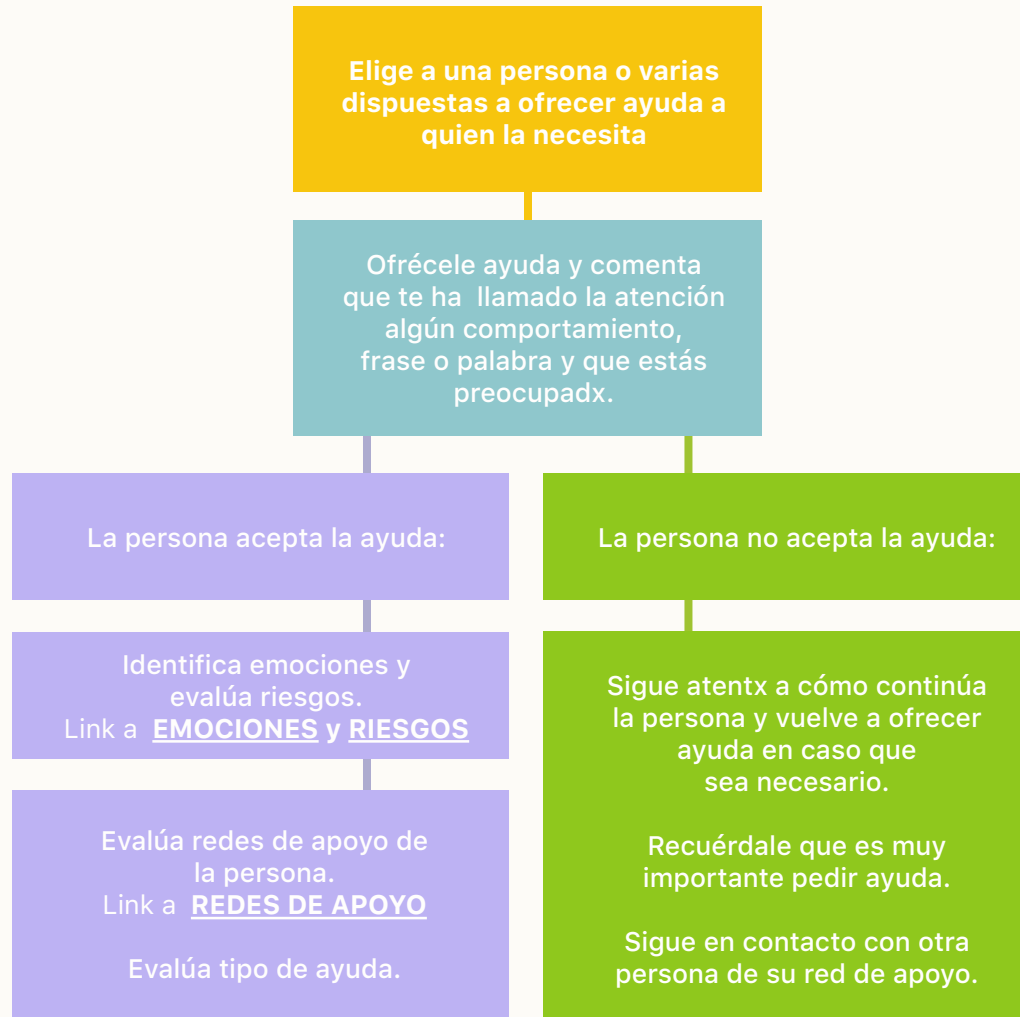 Elige a una persona o varias
dispuestas a ofrecer ayuda a
quien la necesita
Ofrécele ayuda y comenta
que te ha llamado la atención
algún comportamiento,
frase o palabra y que estás
preocupadx.
La persona acepta la ayuda:
Identifica emociones y
evalúa riesgos.
Link a EMOCIONES y RIESGOS
Evalúa redes de apoyo de
la persona.
Link a REDES DE APOYO
Evalúa tipo de ayuda.
La persona no acepta la ayuda:
Sigue atentx a cómo continúa
la persona y vuelve a ofrecer
ayuda en caso que
sea necesario.
Recuérdale que es muy
importante pedir ayuda.
Sigue en contacto con otra
persona de su red de apoyo.